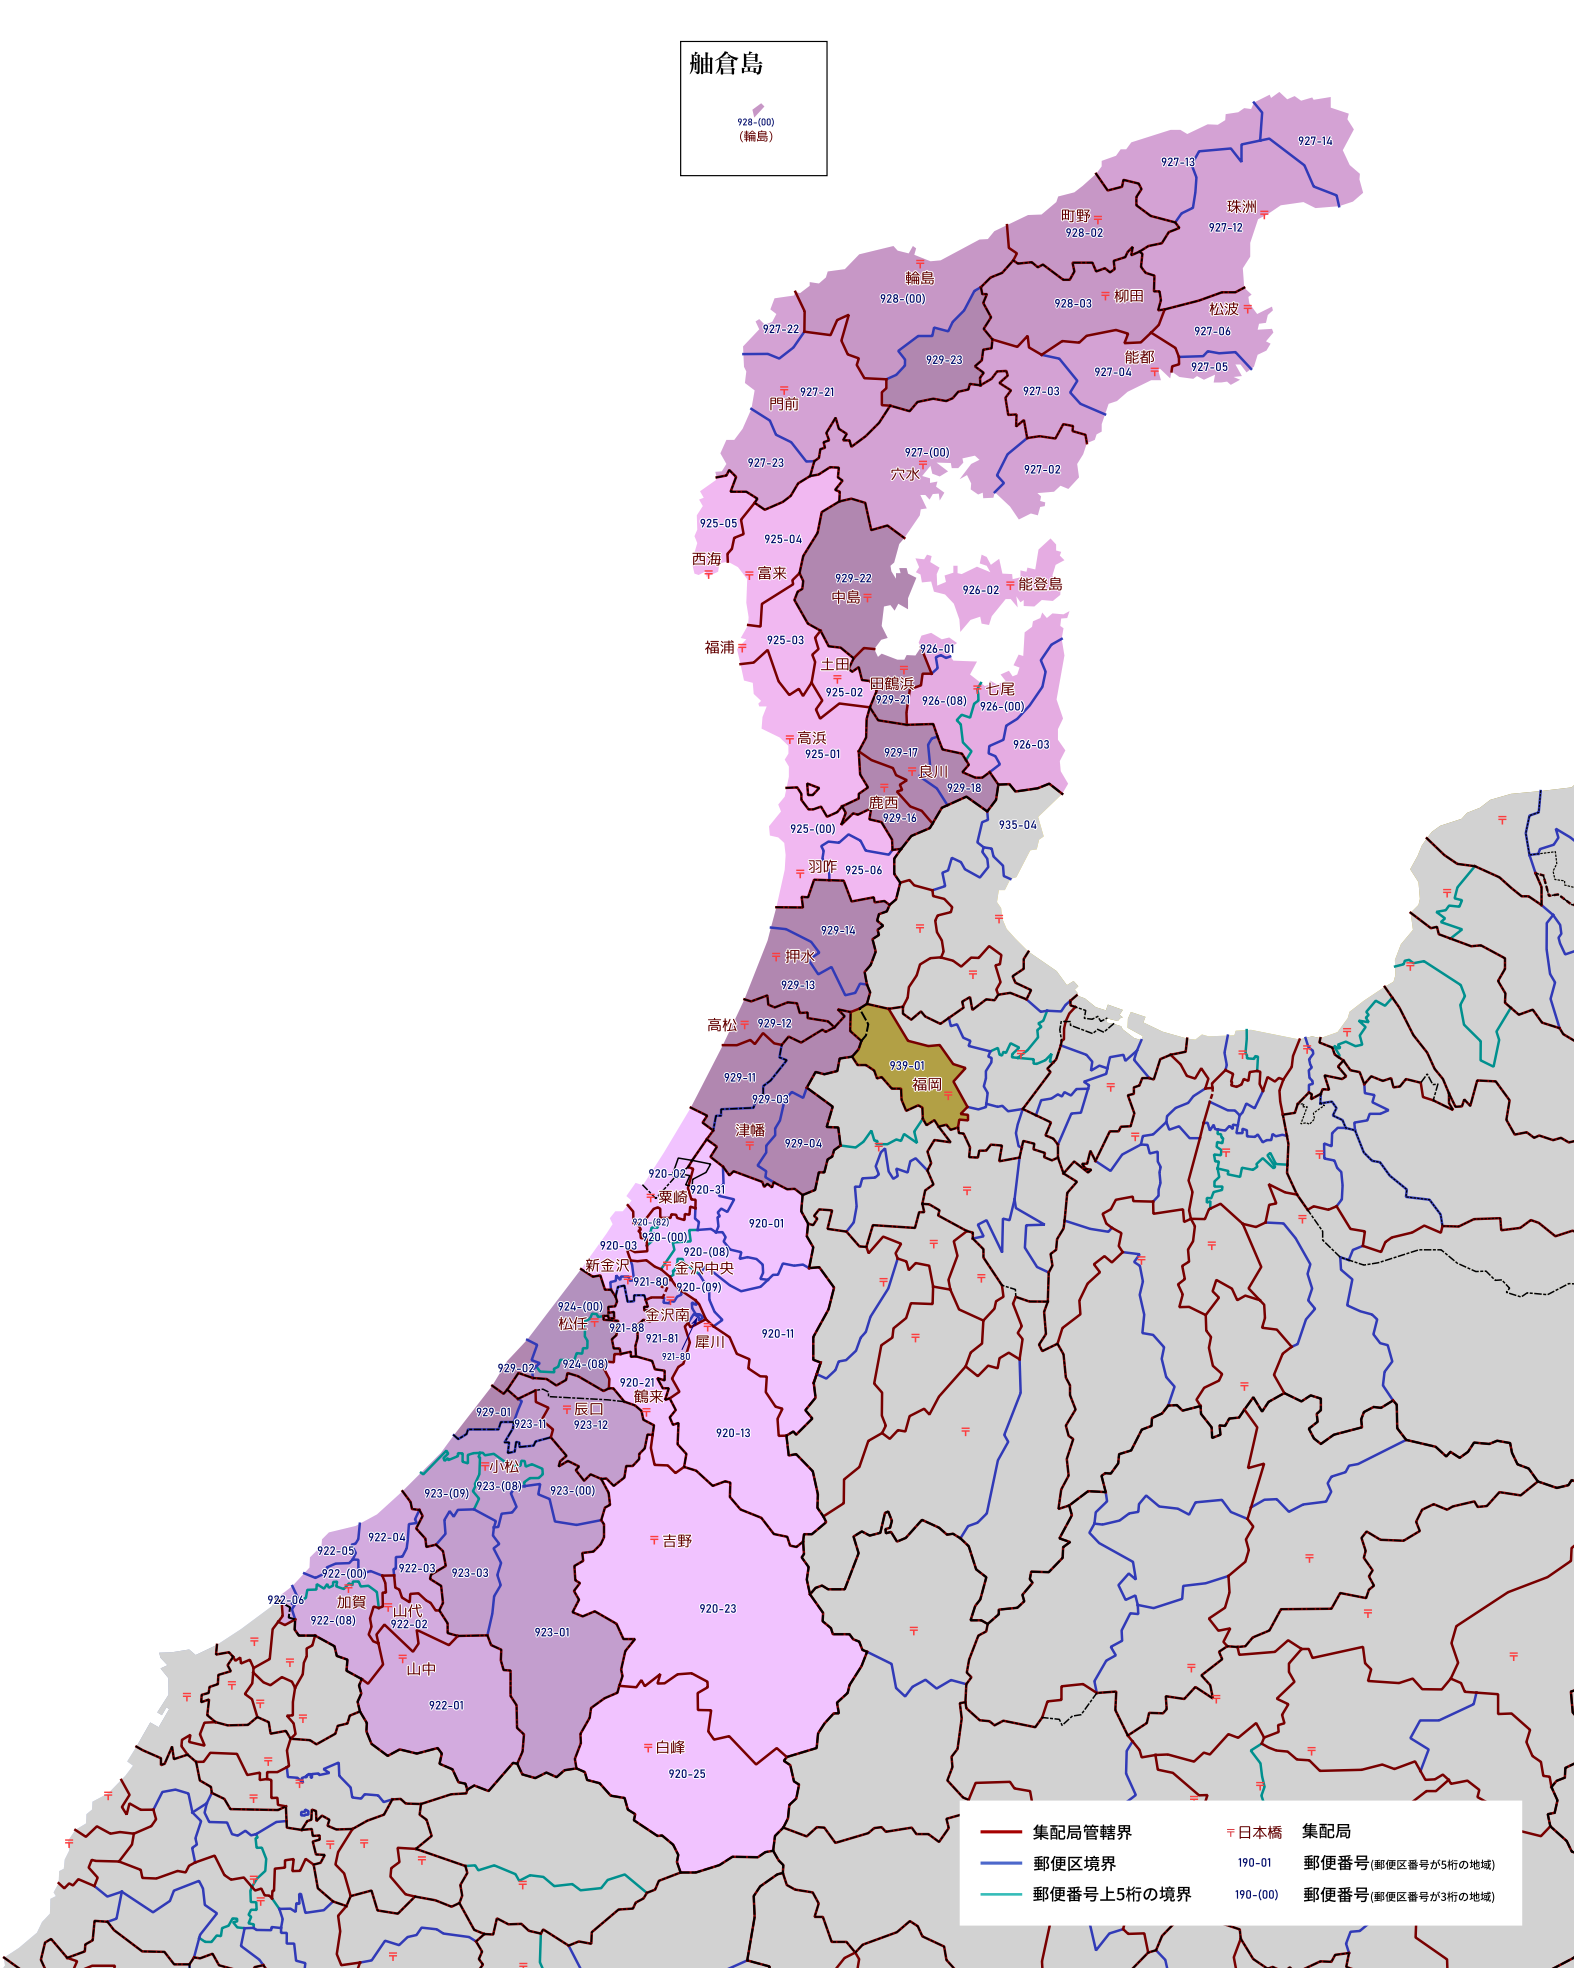 舳倉島
928-(00)
(輪島)
927-14
927-13
珠洲
927-12
町野
928-02
輪島
928-(00)
928-03
柳田
松波
927-06
927-22
929-23
能都
927-04
927-05
927-21
門前
927-03
927-(00)
穴水
927-23
927-02
925-05
925-04
西海
富来
929-22
中島
926-02
能登島
925-03
福浦
926-01
土田
925-02
田鶴浜
929-21
926-(08)
七尾
926-(00)
高浜
925-01
929-17
926-03
良川
929-18
鹿西
929-16
925-(00)
935-04
羽咋
925-06
929-14
押水
929-13
高松
929-12
939-01
福岡
929-11
929-03
津幡
929-04
920-02
920-31
粟崎
920-(82)
920-(00)
920-01
920-03
920-(08)
新金沢
金沢中央
921-80
920-(09)
924-(00)
松任
金沢南
921-88
921-81
犀川
920-11
921-80
924-(08)
929-02
920-21
鶴来
929-01
923-11
辰口
923-12
920-13
小松
923-(09)
923-(08)
923-(00)
922-04
922-05
吉野
922-(00)
922-03
923-03
922-06
加賀
922-(08)
山代
922-02
920-23
923-01
山中
922-01
白峰
920-25
集配局管轄界
〒日本橋 集配局
郵便区境界
190-01 郵便番号(郵便区番号が5桁の地域)
郵便番号上5桁の境界
190-(00) 郵便番号(郵便区番号が3桁の地域)